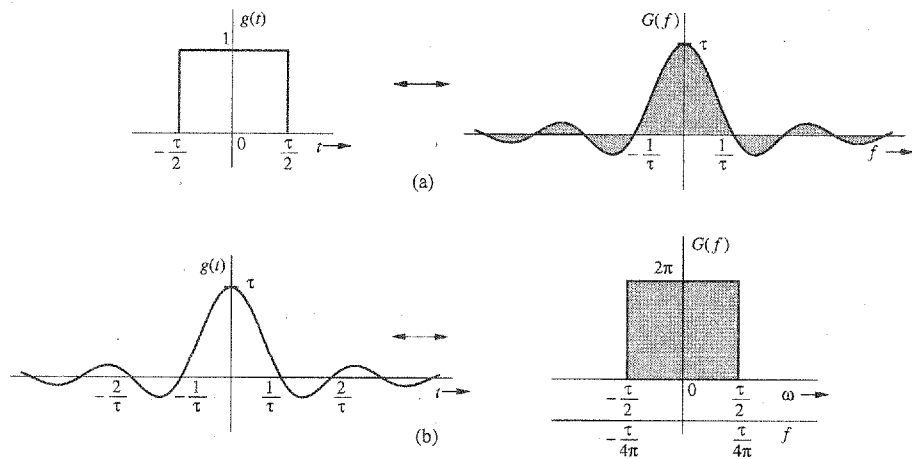 g(t)
1
-τ/2
0
τ/2
t
G(f)
τ
-1/τ
1/τ
f
(a)
g(t)
τ
-2/τ
-1/τ
1/τ
2/τ
t
(b)
G(f)
2π
-τ/2
0
τ/2
ω
-τ/4π
τ/4π
f